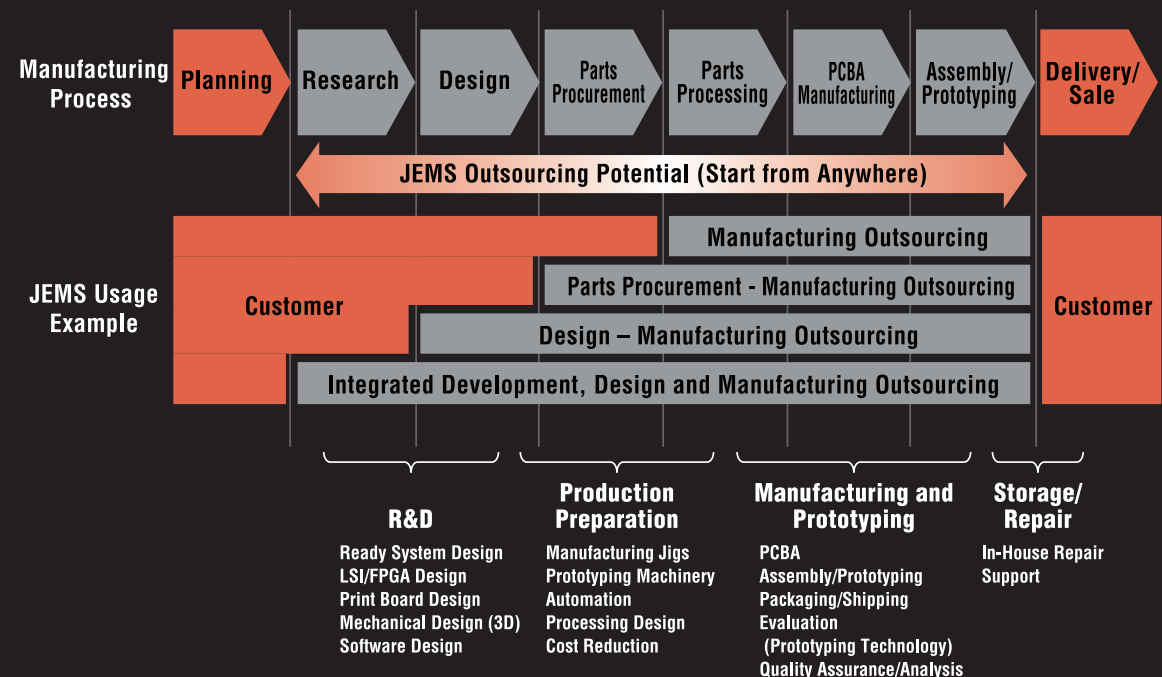 Manufacturing
Process
Planning
Research
Design
Parts
Procurement
Parts
Processing
PCBA
Manufacturing
Assembly/
Prototyping
Delivery/
Sale
JEMS Outsourcing Potential (Start from Anywhere)
JEMS Usage
Example
Customer
Manufacturing Outsourcing
Parts Procurement - Manufacturing Outsourcing
Design – Manufacturing Outsourcing
Integrated Development, Design and Manufacturing Outsourcing
Customer
R&D
Ready System Design
LSI/FPGA Design
Print Board Design
Mechanical Design (3D)
Software Design
Production
Preparation
Manufacturing Jigs
Prototyping Machinery
Automation
Processing Design
Cost Reduction
Manufacturing and
Prototyping
PCBA
Assembly/Prototyping
Packaging/Shipping
Evaluation
(Prototyping Technology)
Quality Assurance/Analysis
Storage/
Repair
In-House Repair
Support